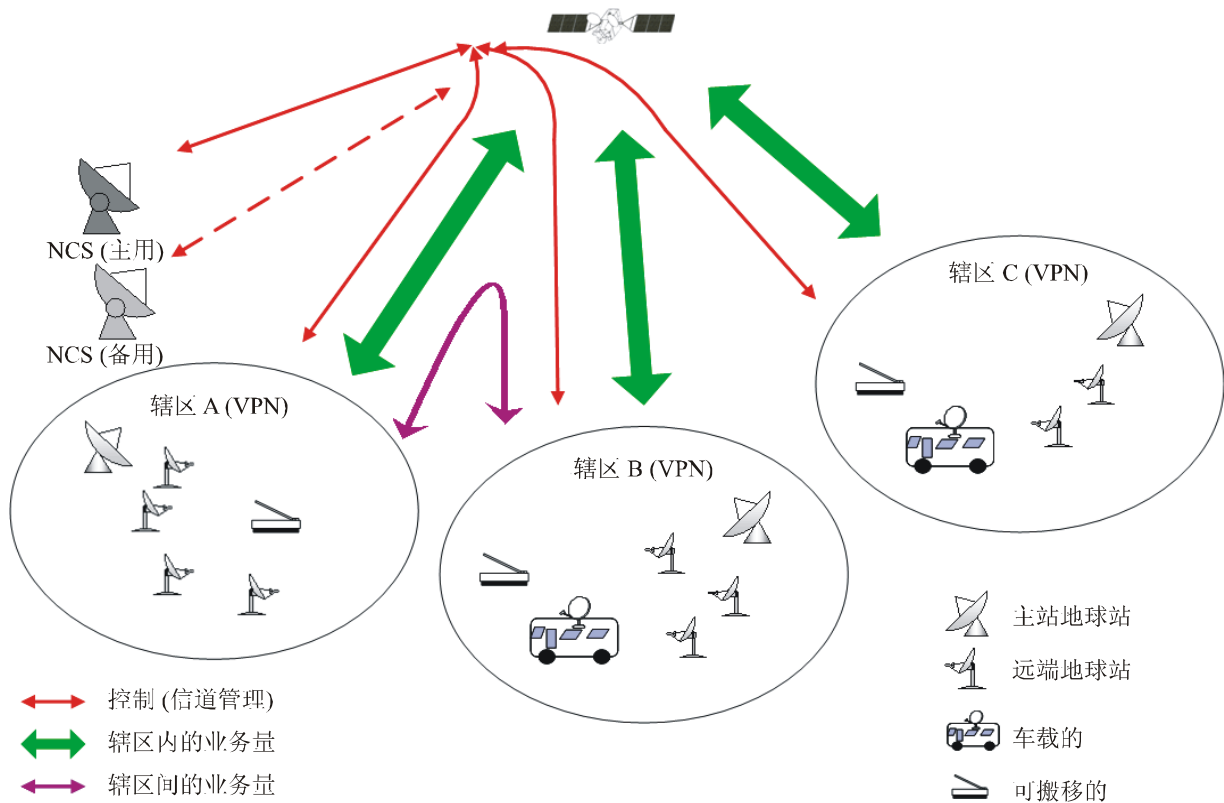 NCS (主用)
NCS (备用)
辖区 A (VPN)
辖区 B (VPN)
辖区 C (VPN)
控制 (信道管理)
辖区内的业务量
辖区间的业务量
主站地球站
远端地球站
车载的
可搬移的